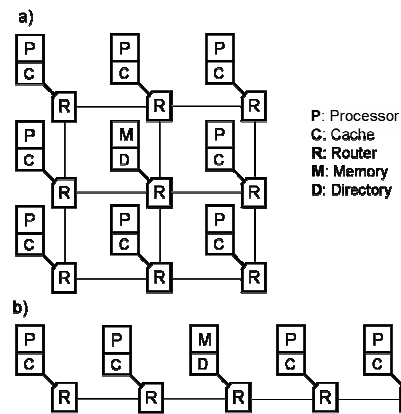 a)
P P P
C C C
R R R
P M P
C D C
R R R
P P P
C C C
R R R
P: Processor
C: Cache
R: Router
M: Memory
D: Directory
b)
P P M P P
C C D C C
R R R R